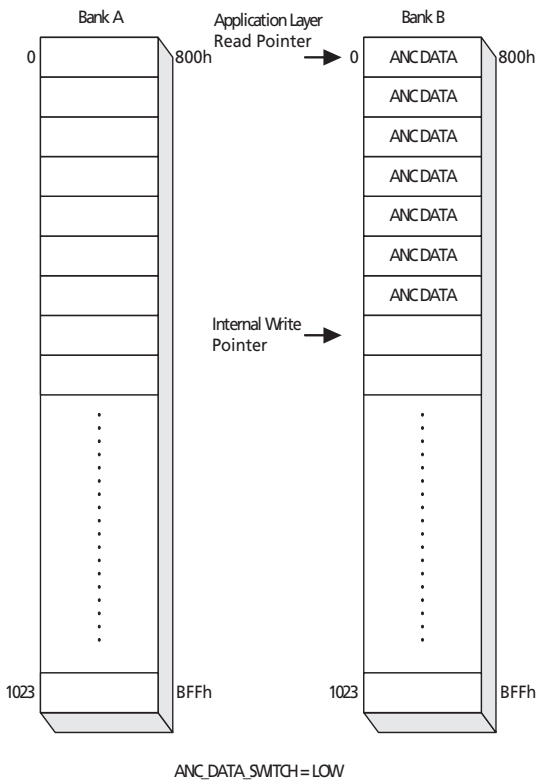 Bank A
Application Layer
Read Pointer
Bank B
0
800h
0
ANC DATA
800h
ANC DATA
ANC DATA
ANC DATA
ANC DATA
ANC DATA
ANC DATA
Internal Write
Pointer
1023
BFFh
1023
BFFh
ANC_DATA_SWITCH = LOW